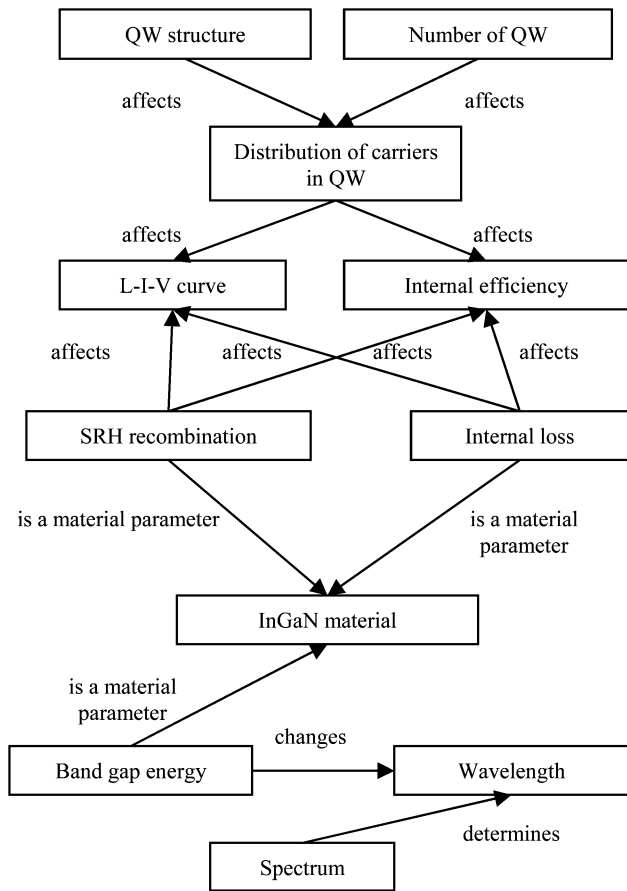 QW structure
Number of QW
affects
affects
Distribution of carriers
in QW
affects
affects
L-I-V curve
Internal efficiency
affects
affects
affects
affects
SRH recombination
Internal loss
is a material parameter
is a material
parameter
InGaN material
is a material
parameter
changes
Band gap energy
Wavelength
determines
Spectrum